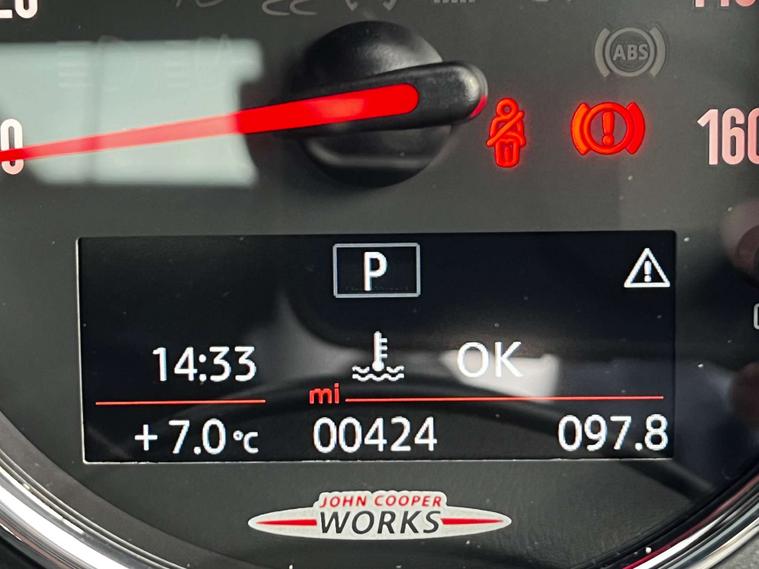 ABS
160
P
14:33 OK
mi
+7.0°C 00424 097.8
JOHN COOPER
WORKS